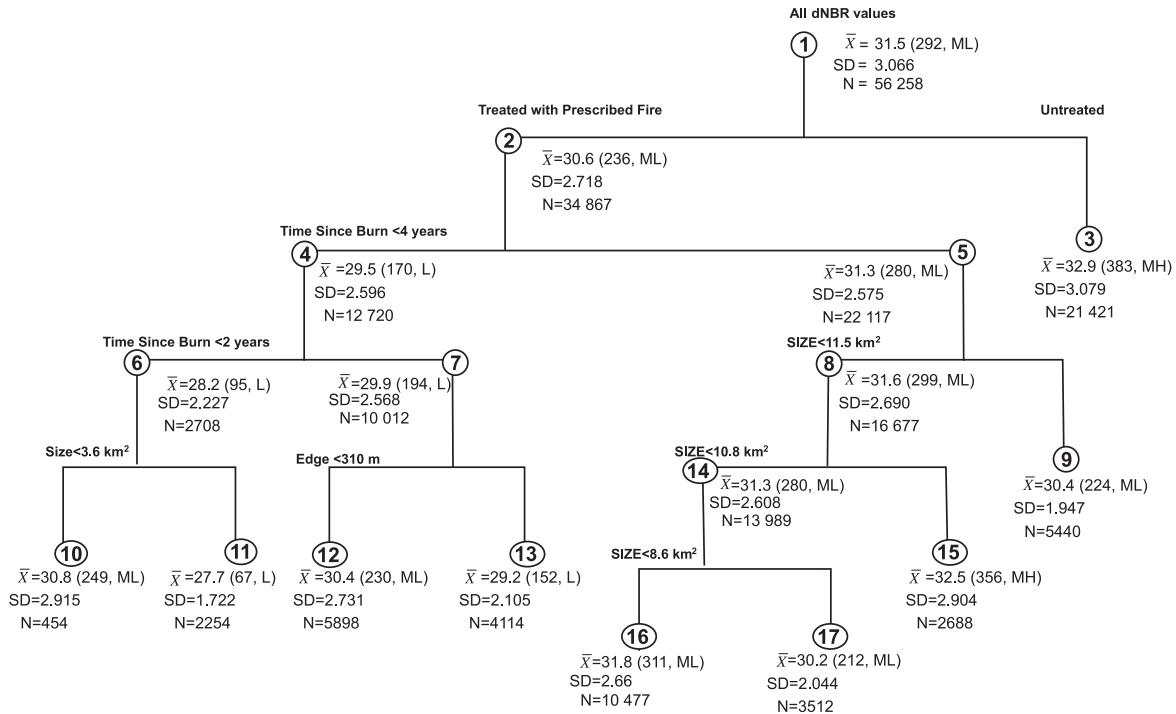 All dNBR values
1
X̄ = 31.5 (292, ML)
SD = 3.066
N = 56 258
Treated with Prescribed Fire
Untreated
2
X̄=30.6 (236, ML)
SD=2.718
N=34 867
Time Since Burn <4 years
4
X̄=29.5 (170, L)
SD=2.596
N=12 720
5
X̄=31.3 (280, ML)
SD=2.575
N=22 117
3
X̄=32.9 (383, MH)
SD=3.079
N=21 421
Time Since Burn <2 years
6
X̄=28.2 (95, L)
SD=2.227
N=2708
7
X̄=29.9 (194, L)
SD=2.568
N=10 012
SIZE<11.5 km²
8
X̄=31.6 (299, ML)
SD=2.690
N=16 677
9
X̄=30.4 (224, ML)
SD=1.947
N=5440
Size<3.6 km²
Edge <310 m
SIZE<10.8 km²
14
X̄=31.3 (280, ML)
SD=2.608
N=13 989
10
X̄=30.8 (249, ML)
SD=2.915
N=454
11
X̄=27.7 (67, L)
SD=1.722
N=2254
12
X̄=30.4 (230, ML)
SD=2.731
N=5898
13
X̄=29.2 (152, L)
SD=2.105
N=4114
SIZE<8.6 km²
15
X̄=32.5 (356, MH)
SD=2.904
N=2688
16
X̄=31.8 (311, ML)
SD=2.66
N=10 477
17
X̄=30.2 (212, ML)
SD=2.044
N=3512